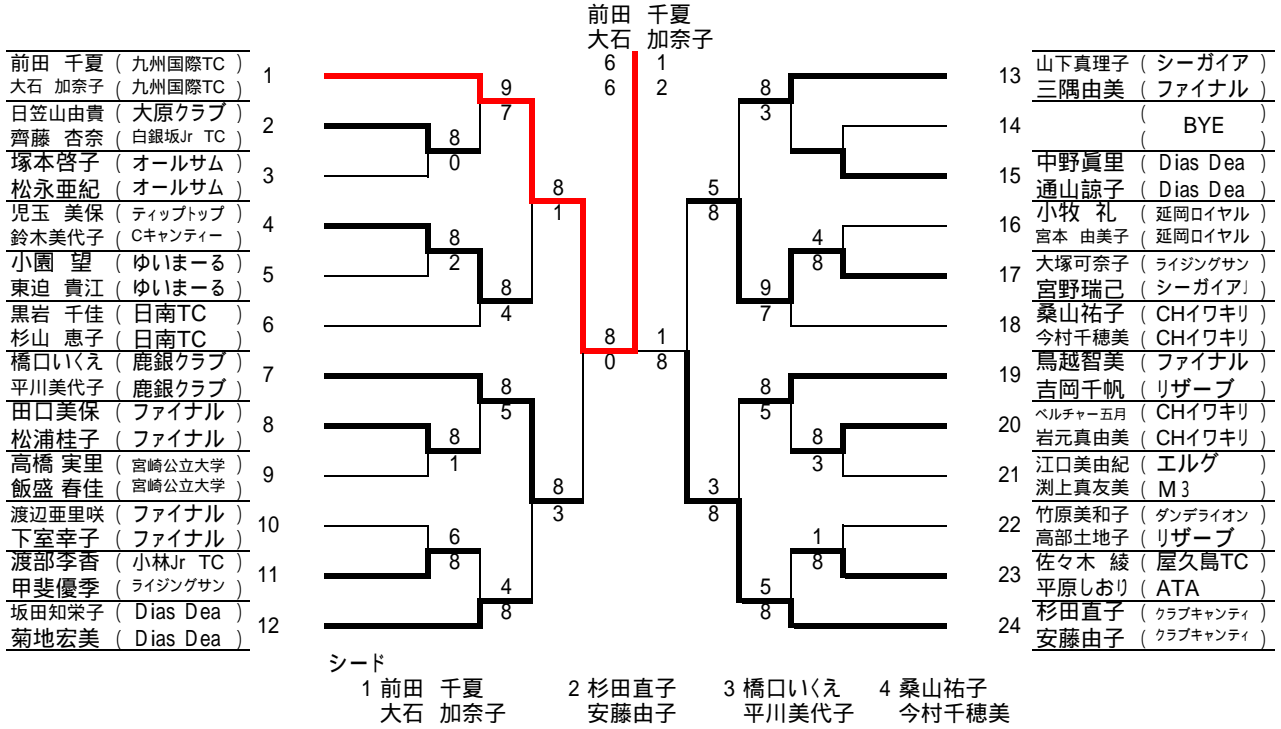 前田 千夏
大石 加奈子
6 1
6 2
前田 千夏 ( 九州国際TC )
大石 加奈子 ( 九州国際TC )
1
日笠山由貴 ( 大原クラブ )
齊藤 杏奈 ( 白銀坂Jr TC )
2
塚本啓子 ( オールサム )
松永亜紀 ( オールサム )
3
児玉 美保 ( ティップトップ )
鈴木美代子 ( Cキャンティー )
4
小園 望 ( ゆいまーる )
東迫 貴江 ( ゆいまーる )
5
黒岩 千佳 ( 日南TC )
杉山 恵子 ( 日南TC )
6
橋口いくえ ( 鹿銀クラブ )
平川美代子 ( 鹿銀クラブ )
7
田口美保 ( ファイナル )
松浦桂子 ( ファイナル )
8
高橋 実里 ( 宮崎公立大学 )
飯盛 春佳 ( 宮崎公立大学 )
9
渡辺亜里咲 ( ファイナル )
下室幸子 ( ファイナル )
10
渡部李香 ( 小林Jr TC )
甲斐優季 ( ライジングサン )
11
坂田知栄子 ( Dias Dea )
菊地宏美 ( Dias Dea )
12
9
7
8
0
8
1
8
2
8
4
8
0
8
5
8
1
8
3
6
8
4
8
1
8
8
3
5
8
4
8
9
7
8
5
8
3
3
8
1
8
5
8
13
山下真理子 ( シーガイア )
三隅由美 ( ファイナル )
14
( BYE )
( )
15
中野眞里 ( Dias Dea )
通山諒子 ( Dias Dea )
16
小牧 礼 ( 延岡ロイヤル )
宮本 由美子 ( 延岡ロイヤル )
17
大塚可奈子 ( ライジングサン )
宮野瑞己 ( シーガイアJ )
18
桑山祐子 ( CHイワキリ )
今村千穂美 ( CHイワキリ )
19
鳥越智美 ( ファイナル )
吉岡千帆 ( リザーブ )
20
ベルチャー五月 ( CHイワキリ )
岩元真由美 ( CHイワキリ )
21
江口美由紀 ( エルグ )
渕上真友美 ( M3 )
22
竹原美和子 ( ダンデライオン )
高部土地子 ( リザーブ )
23
佐々木 綾 ( 屋久島TC )
平原しおり ( ATA )
24
杉田直子 ( クラブキャンティ )
安藤由子 ( クラブキャンティ )
シード
1 前田 千夏 2 杉田直子 3 橋口いくえ 4 桑山祐子
大石 加奈子 安藤由子 平川美代子 今村千穂美